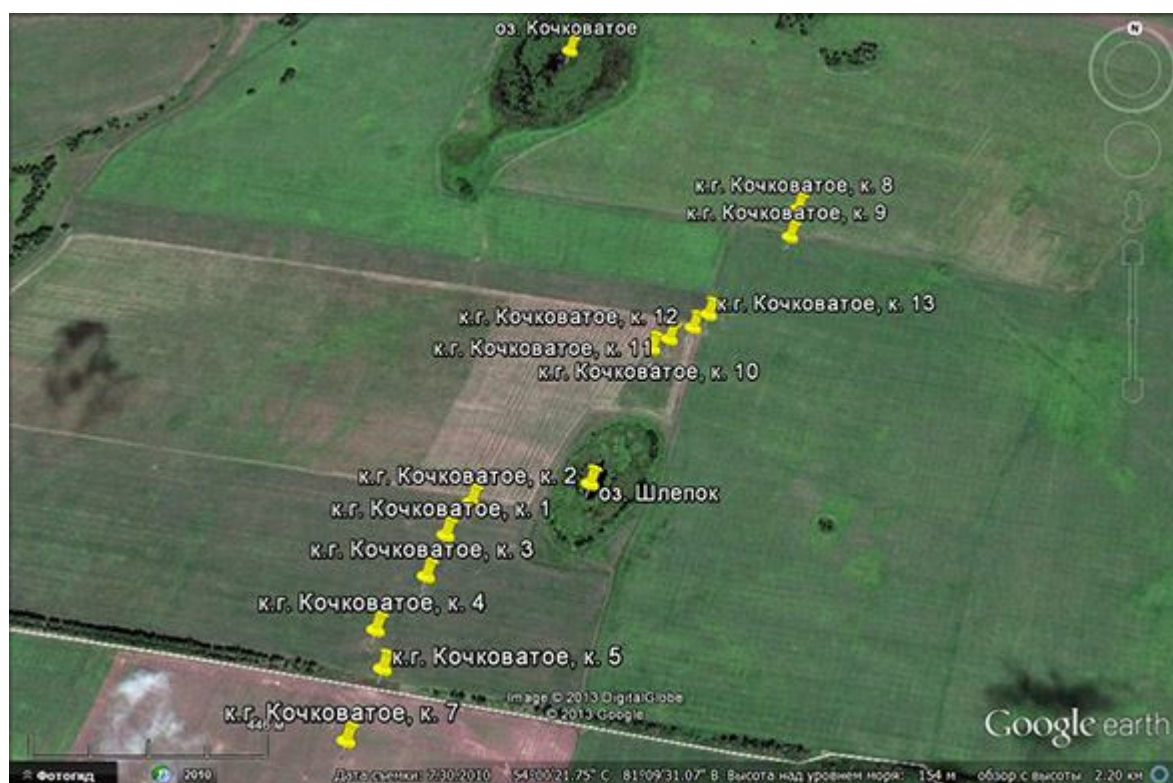 оз. Кочковатое
N
к.г. Кочковатое, к. 8
к.г. Кочковатое, к. 9
к.г. Кочковатое, к. 13
к.г. Кочковатое, к. 12
к.г. Кочковатое, к. 11
к.г. Кочковатое, к. 10
к.г. Кочковатое, к. 2
оз. Шлепок
к.г. Кочковатое, к. 1
к.г. Кочковатое, к. 3
к.г. Кочковатое, к. 4
к.г. Кочковатое, к. 5
Image © 2013 DigitalGlobe
© 2013 Google
к.г. Кочковатое, к. 7
Google earth
Фотогид
2010
Дата съемки: 7.30.2010 54°00'21.75" С 81°09'31.07" В Высота над уровнем моря: 154 м обзор с высоты 2.20 км